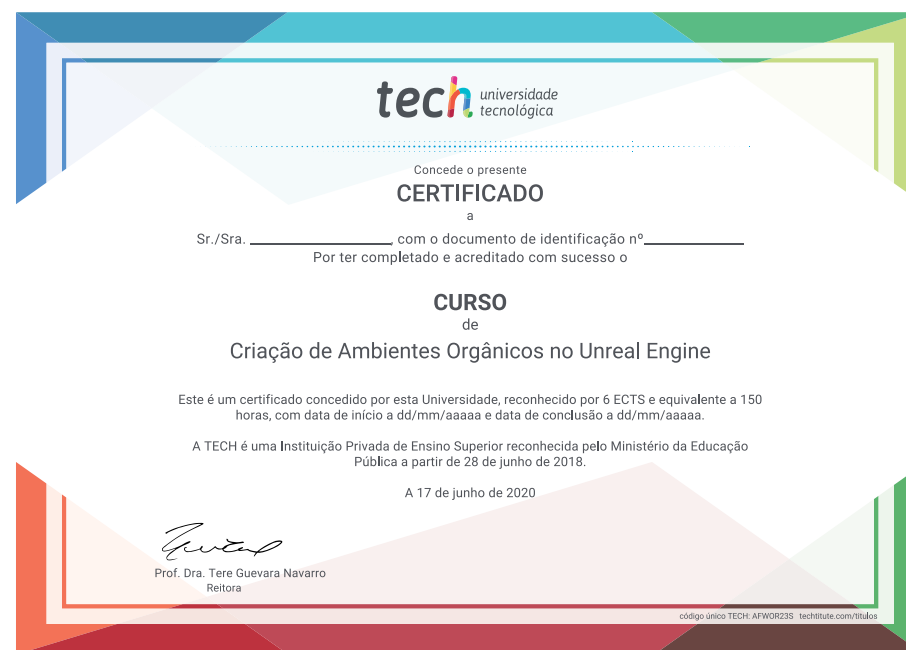 tech universidade
tecnológica
Concede o presente
CERTIFICADO
a
Sr./Sra. ____________, com o documento de identificação nº____________
Por ter completado e acreditado com sucesso o
CURSO
de
Criação de Ambientes Orgânicos no Unreal Engine
Este é um certificado concedido por esta Universidade, reconhecido por 6 ECTS e equivalente a 150
horas, com data de início a dd/mm/aaaaa e data de conclusão a dd/mm/aaaaa.
A TECH é uma Instituição Privada de Ensino Superior reconhecida pelo Ministério da Educação
Pública a partir de 28 de junho de 2018.
A 17 de junho de 2020
Prof. Dra. Tere Guevara Navarro
Reitora
código único TECH: AFWOR23S techtitute.com/titulos